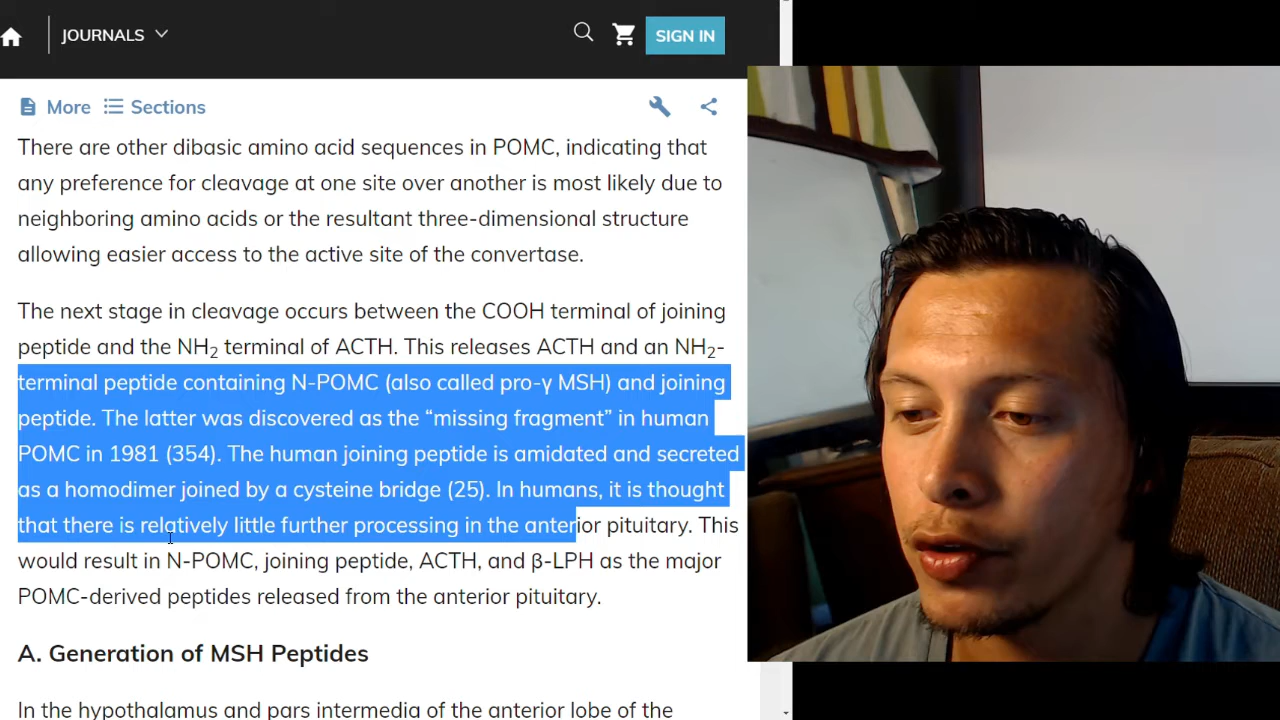 JOURNALS
SIGN IN
More
Sections
There are other dibasic amino acid sequences in POMC, indicating that
any preference for cleavage at one site over another is most likely due to
neighboring amino acids or the resultant three-dimensional structure
allowing easier access to the active site of the convertase.
The next stage in cleavage occurs between the COOH terminal of joining
peptide and the NH2 terminal of ACTH. This releases ACTH and an NH2-
terminal peptide containing N-POMC (also called pro-γ MSH) and joining
peptide. The latter was discovered as the “missing fragment” in human
POMC in 1981 (354). The human joining peptide is amidated and secreted
as a homodimer joined by a cysteine bridge (25). In humans, it is thought
that there is relatively little further processing in the anterior pituitary. This
would result in N-POMC, joining peptide, ACTH, and β-LPH as the major
POMC-derived peptides released from the anterior pituitary.
A. Generation of MSH Peptides
In the hypothalamus and pars intermedia of the anterior lobe of the